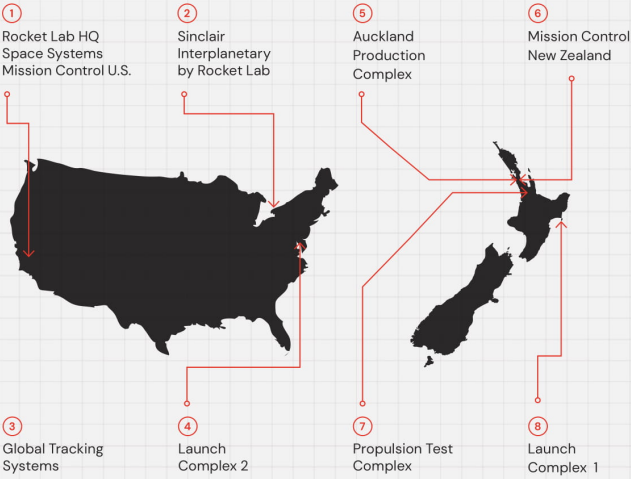 1
Rocket Lab HQ
Space Systems
Mission Control U.S.
2
Sinclair
Interplanetary
by Rocket Lab
5
Auckland
Production
Complex
6
Mission Control
New Zealand
3
Global Tracking
Systems
4
Launch
Complex 2
7
Propulsion Test
Complex
8
Launch
Complex 1